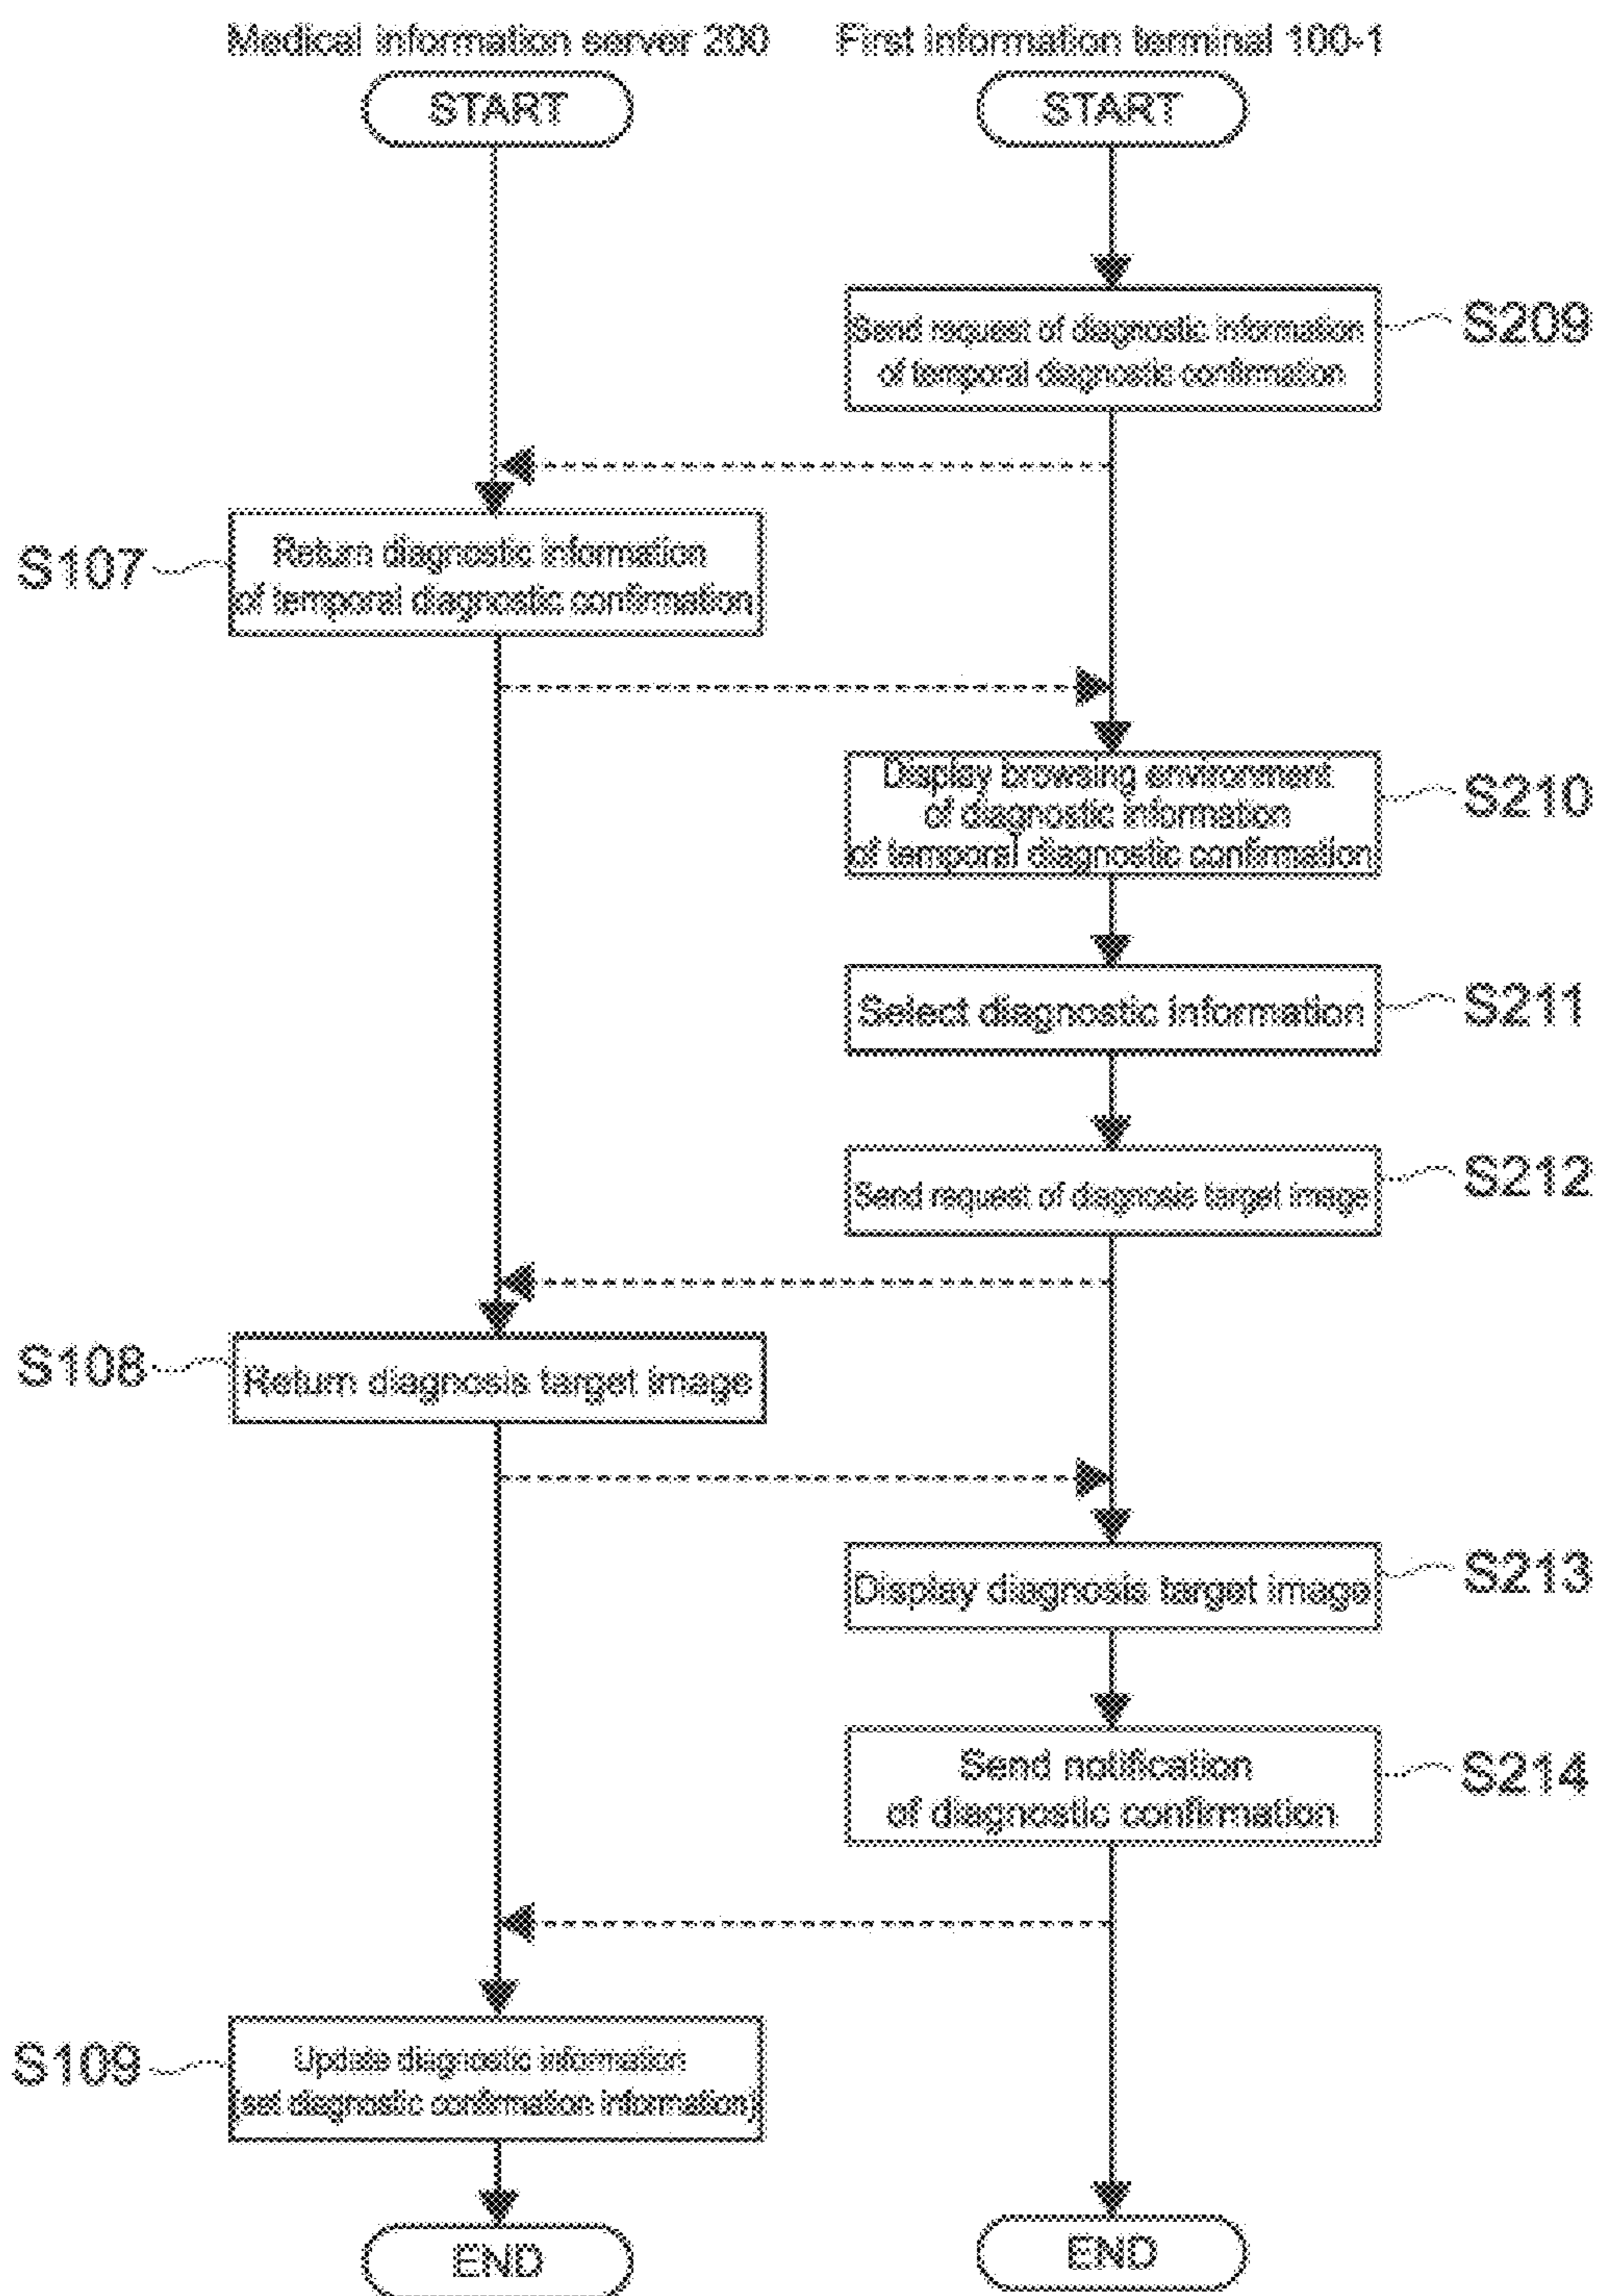 Medical information server 200
First information terminal 100-1
START
START
Send request of diagnostic information
of temporal diagnostic confirmation
S209
S107
Return diagnostic information
of temporal diagnostic confirmation
Display browsing environment
of diagnostic information
of temporal diagnostic confirmation
S210
Select diagnostic information
S211
Send request of diagnosis target image
S212
S108
Return diagnosis target image
Display diagnosis target image
S213
Send notification
of diagnostic confirmation
S214
S109
Update diagnostic information
(set diagnostic confirmation information)
END
END